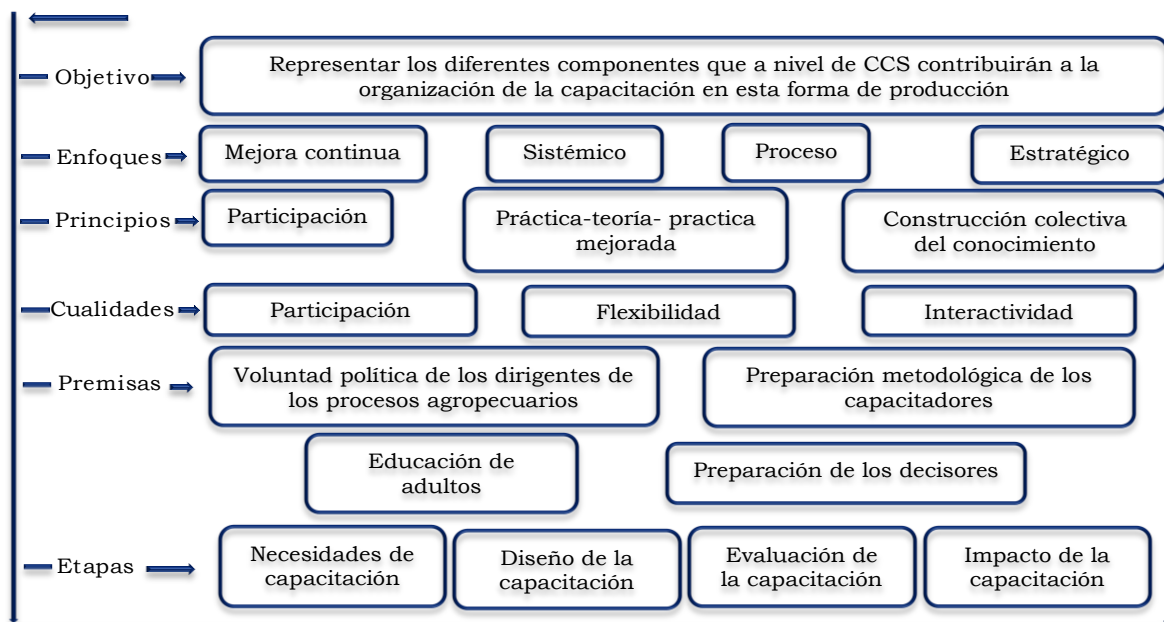 Objetivo
Representar los diferentes componentes que a nivel de CCS contribuirán a la
organización de la capacitación en esta forma de producción
Enfoques
Mejora continua
Sistémico
Proceso
Estratégico
Principios
Participación
Práctica-teoría- practica
mejorada
Construcción colectiva
del conocimiento
Cualidades
Participación
Flexibilidad
Interactividad
Premisas
Voluntad política de los dirigentes de
los procesos agropecuarios
Preparación metodológica de los
capacitadores
Educación de
adultos
Preparación de los decisores
Etapas
Necesidades de
capacitación
Diseño de la
capacitación
Evaluación de
la capacitación
Impacto de la
capacitación